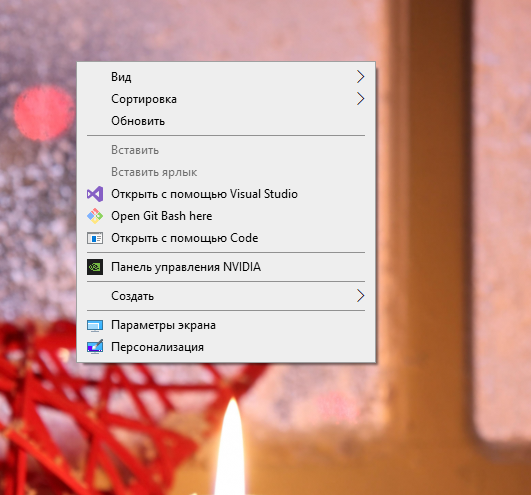 Вид
Сортировка
Обновить
Вставить
Вставить ярлык
Открыть с помощью Visual Studio
Open Git Bash here
Открыть с помощью Code
Панель управления NVIDIA
Создать
Параметры экрана
Персонализация